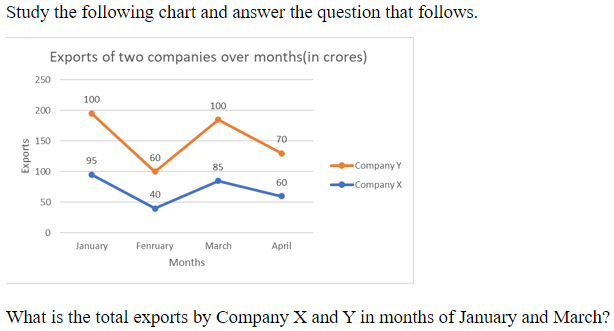 Study the following chart and answer the question that follows.
Exports of two companies over months(in crores)
250
200
150
100
50
0
Exports
100
60
100
70
95
40
85
60
Company Y
Company X
January Fenruary March April
Months
What is the total exports by Company X and Y in months of January and March?